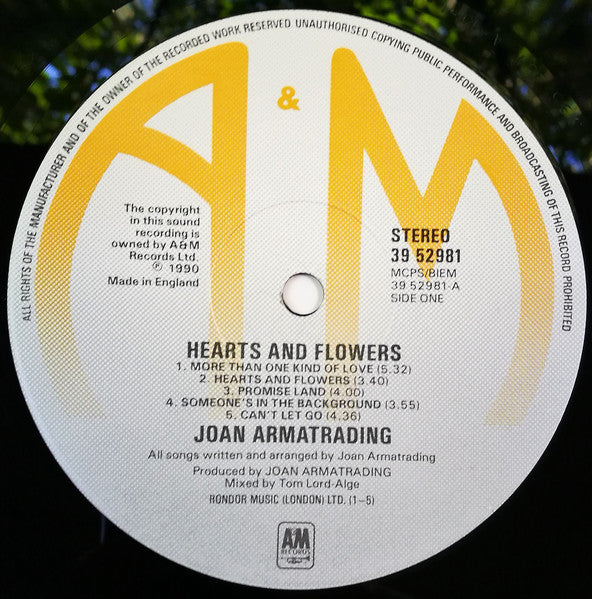 ALL RIGHTS OF THE MANUFACTURER AND OF THE OWNER OF THE RECORDED WORK RESERVED UNAUTHORISED COPYING PUBLIC PERFORMANCE AND BROADCASTING OF THIS RECORD PROHIBITED
A & M
The copyright
in this sound
recording is
owned by A&M
Records Ltd.
℗ 1990
Made in England
STEREO
39 52981
MCPS/BIEM
39 52981-A
SIDE ONE
HEARTS AND FLOWERS
1. MORE THAN ONE KIND OF LOVE (5.32)
2. HEARTS AND FLOWERS (3.40)
3. PROMISE LAND (4.00)
4. SOMEONE'S IN THE BACKGROUND (3.55)
5. CAN'T LET GO (4.36)
JOAN ARMATRADING
All songs written and arranged by Joan Armatrading
Produced by JOAN ARMATRADING
Mixed by Tom Lord-Alge
RONDOR MUSIC (LONDON) LTD. (1–5)
AM
RECORDS